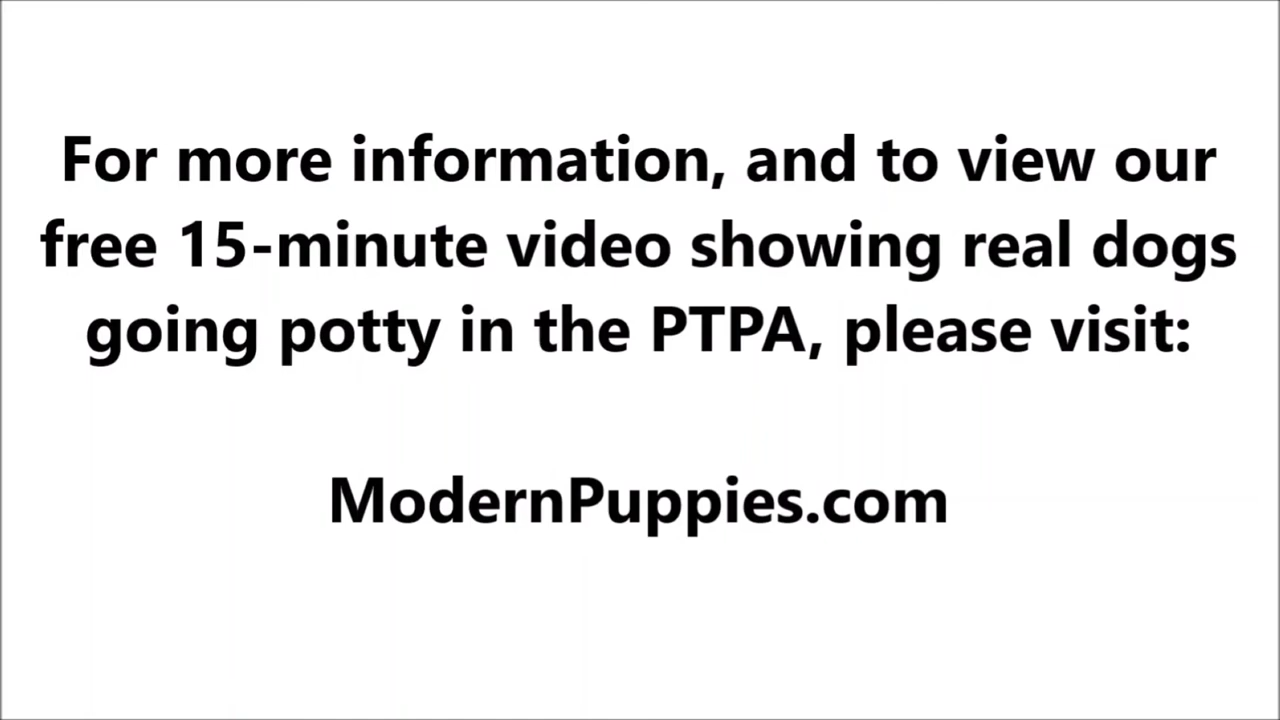 For more information, and to view our
free 15-minute video showing real dogs
going potty in the PTPA, please visit:
ModernPuppies.com